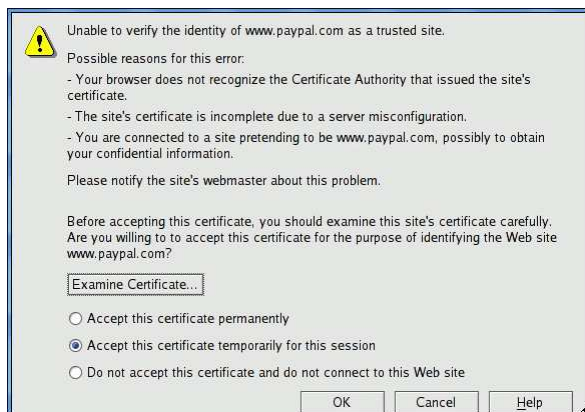 Unable to verify the identity of www.paypal.com as a trusted site.
Possible reasons for this error:
- Your browser does not recognize the Certificate Authority that issued the site's
certificate.
- The site's certificate is incomplete due to a server misconfiguration.
- You are connected to a site pretending to be www.paypal.com, possibly to obtain
your confidential information.
Please notify the site's webmaster about this problem.
Before accepting this certificate, you should examine this site's certificate carefully.
Are you willing to to accept this certificate for the purpose of identifying the Web site
www.paypal.com?
Examine Certificate...
Accept this certificate permanently
Accept this certificate temporarily for this session
Do not accept this certificate and do not connect to this Web site
OK Cancel Help